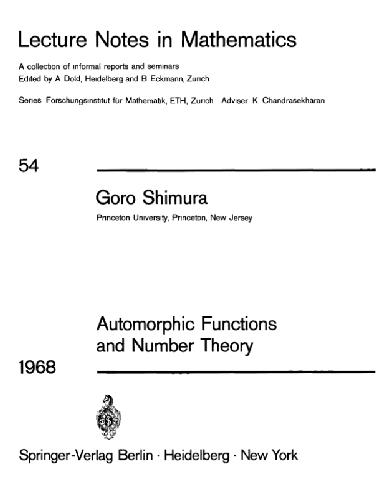 Lecture Notes in Mathematics
A collection of informal reports and seminars
Edited by A Dold, Heidelberg and B Eckmann, Zurich
Series Forschungsinstitut für Mathematik, ETH, Zurich Adviser K Chandrasekharan
54
Goro Shimura
Princeton University, Princeton, New Jersey
Automorphic Functions
and Number Theory
1968
Springer-Verlag Berlin · Heidelberg · New York